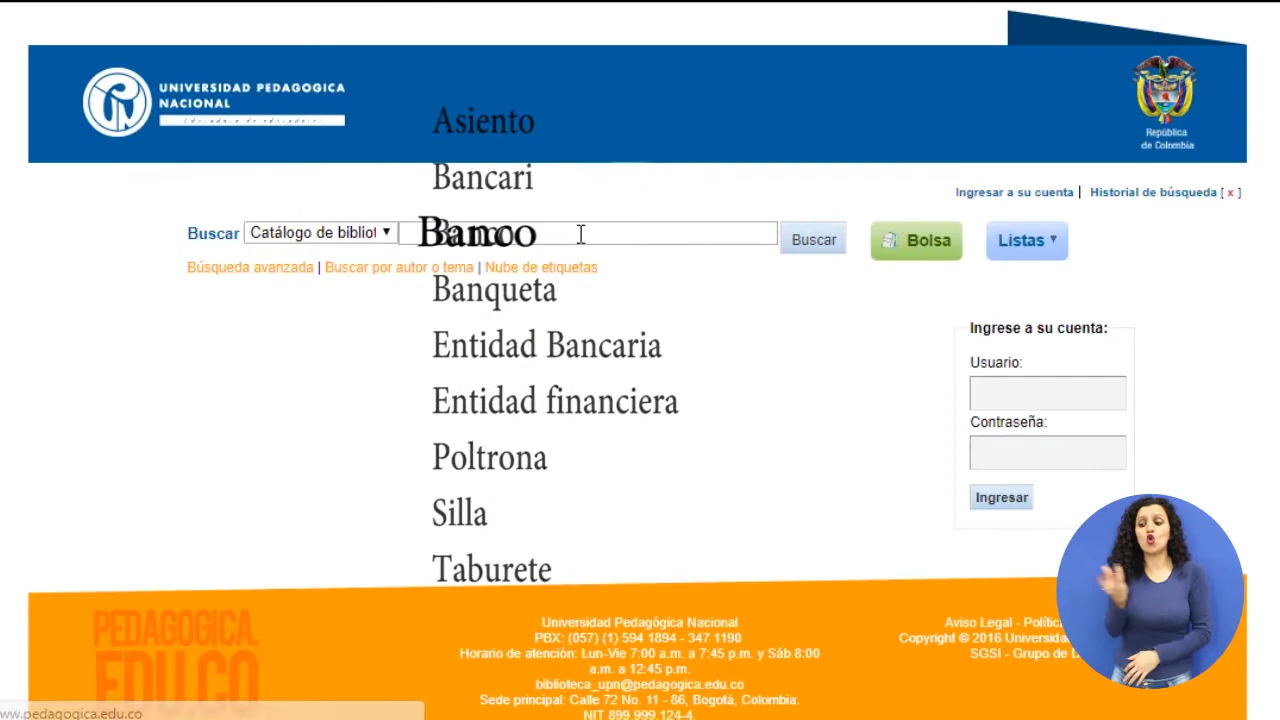 UNIVERSIDAD PEDAGOGICA
NACIONAL
República
de Colombia
Asiento
Bancari
Ingresar a su cuenta | Historial de búsqueda [ x ]
Buscar
Catálogo de bibliot
Banco
Buscar
Bolsa
Listas
Búsqueda avanzada | Buscar por autor o tema | Nube de etiquetas
Banqueta
Entidad Bancaria
Entidad financiera
Poltrona
Silla
Taburete
Ingrese a su cuenta:
Usuario:
Contraseña:
Ingresar
PEDAGOGICA.
EDU.CO
Universidad Pedagógica Nacional
PBX: (057) (1) 594 1894 - 347 1190
Horario de atención: Lun-Vie 7:00 a.m. a 7:45 p.m. y Sáb 8:00
a.m. a 12:45 p.m.
biblioteca_upn@pedagogica.edu.co
Sede principal: Calle 72 No. 11 - 86, Bogotá, Colombia.
NIT 899.999.124-4.
Aviso Legal - Polític
Copyright © 2016 Universida
SGSI - Grupo de
ww.pedagogica.edu.co